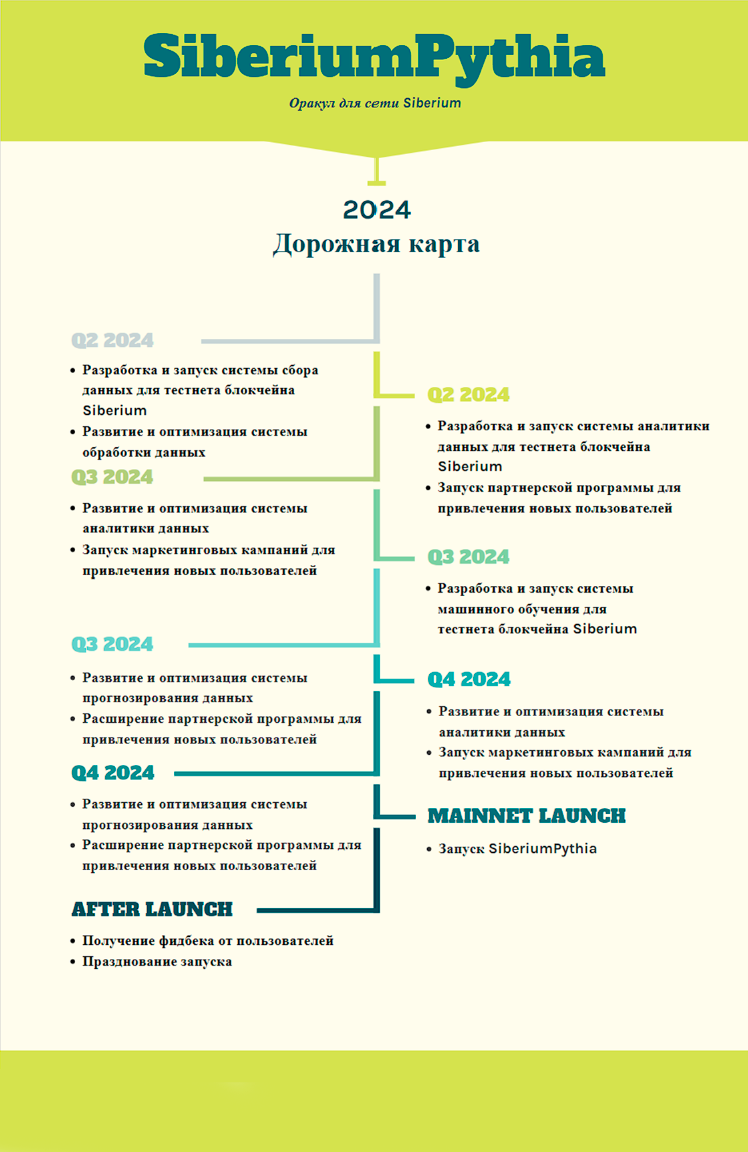 SiberiumPythia
Оракул для сети Siberium
2024
Дорожная карта
Q2 2024
Разработка и запуск системы сбора
данных для тестнета блокчейна
Siberium
Развитие и оптимизация системы
обработки данных
Q2 2024
Разработка и запуск системы аналитики
данных для тестнета блокчейна
Siberium
Запуск партнерской программы для
привлечения новых пользователей
Q3 2024
Развитие и оптимизация системы
аналитики данных
Запуск маркетинговых кампаний для
привлечения новых пользователей
Q3 2024
Разработка и запуск системы
машинного обучения для
тестнета блокчейна Siberium
Q3 2024
Развитие и оптимизация системы
прогнозирования данных
Расширение партнерской программы для
привлечения новых пользователей
Q4 2024
Развитие и оптимизация системы
аналитики данных
Запуск маркетинговых кампаний для
привлечения новых пользователей
Q4 2024
Развитие и оптимизация системы
прогнозирования данных
Расширение партнерской программы для
привлечения новых пользователей
MAINNET LAUNCH
Запуск SiberiumPythia
AFTER LAUNCH
Получение фидбека от пользователей
Празднование запуска